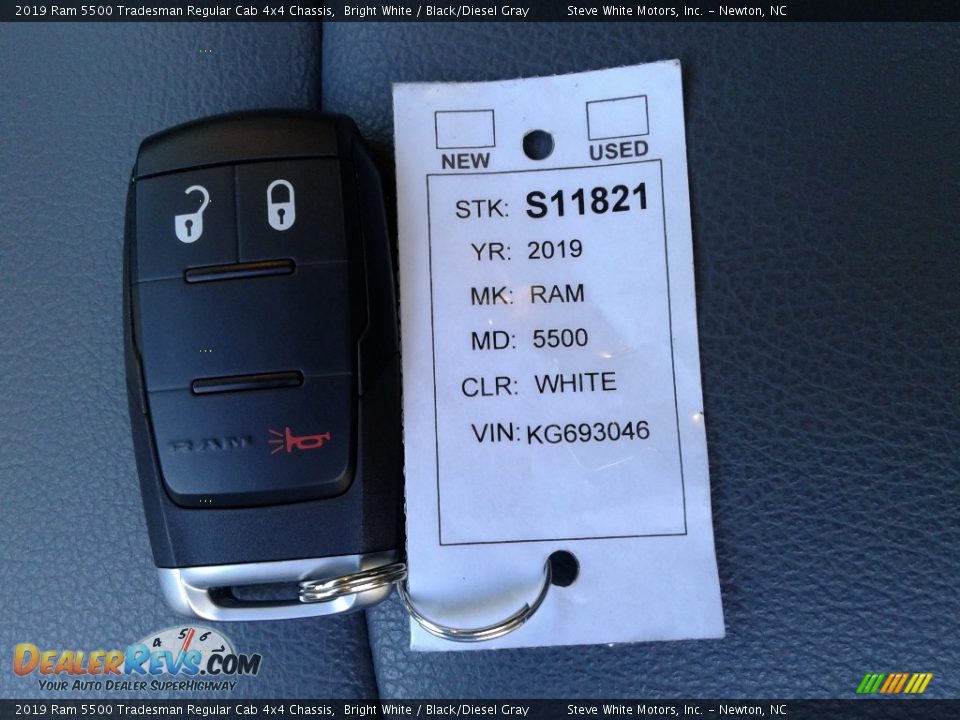 2019 Ram 5500 Tradesman Regular Cab 4x4 Chassis, Bright White / Black/Diesel Gray Steve White Motors, Inc. – Newton, NC
NEW USED
STK: S11821
YR: 2019
MK: RAM
MD: 5500
CLR: WHITE
VIN: KG693046
RAM
4 5 6
DEALERREVS.COM
YOUR AUTO DEALER SUPERHIGHWAY
2019 Ram 5500 Tradesman Regular Cab 4x4 Chassis, Bright White / Black/Diesel Gray Steve White Motors, Inc. – Newton, NC